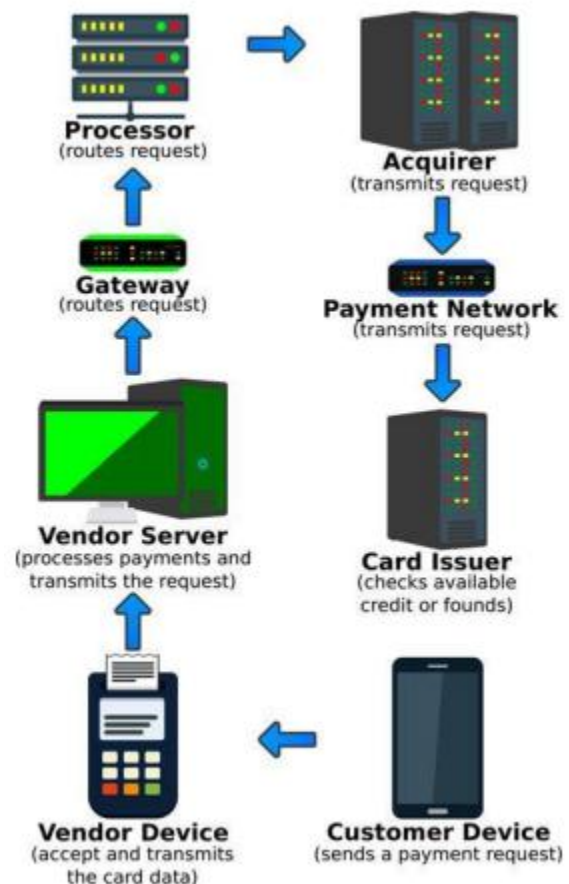 Processor
(routes request)
Acquirer
(transmits request)
Gateway
(routes request)
Payment Network
(transmits request)
Vendor Server
(processes payments and
transmits the request)
Card Issuer
(checks available
credit or founds)
Vendor Device
(accept and transmits
the card data)
Customer Device
(sends a payment request)